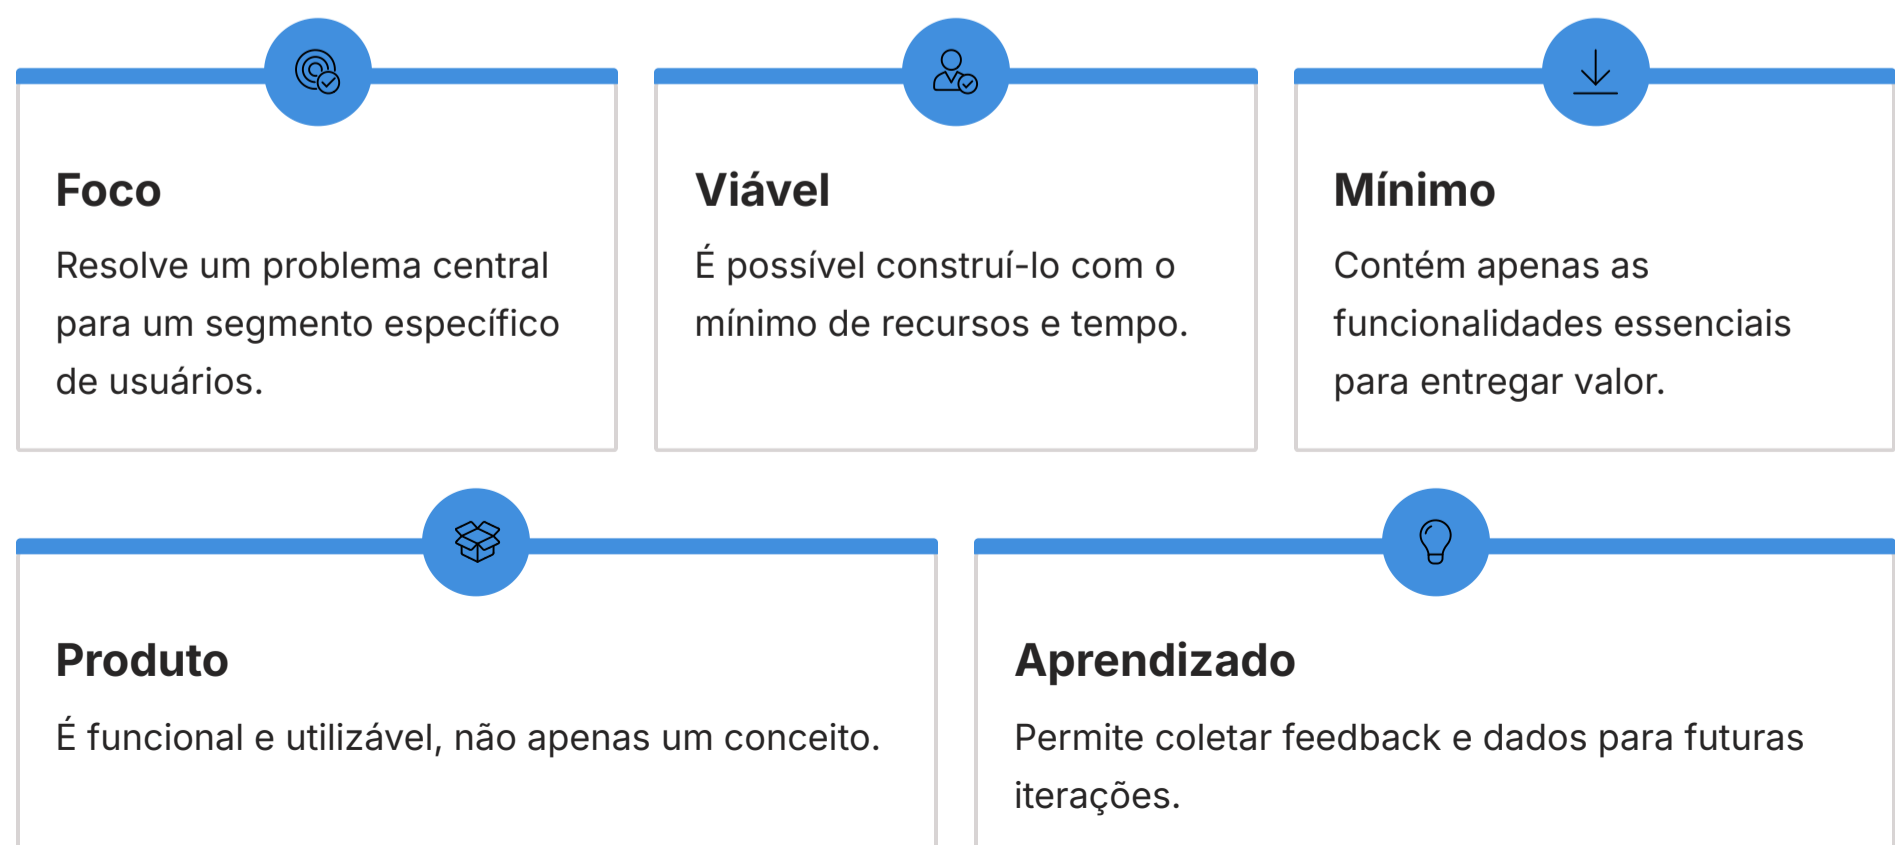 Foco
Resolve um problema central
para um segmento específico
de usuários.
Viável
É possível construí-lo com o
mínimo de recursos e tempo.
Mínimo
Contém apenas as
funcionalidades essenciais
para entregar valor.
Produto
É funcional e utilizável, não apenas um conceito.
Aprendizado
Permite coletar feedback e dados para futuras
iterações.